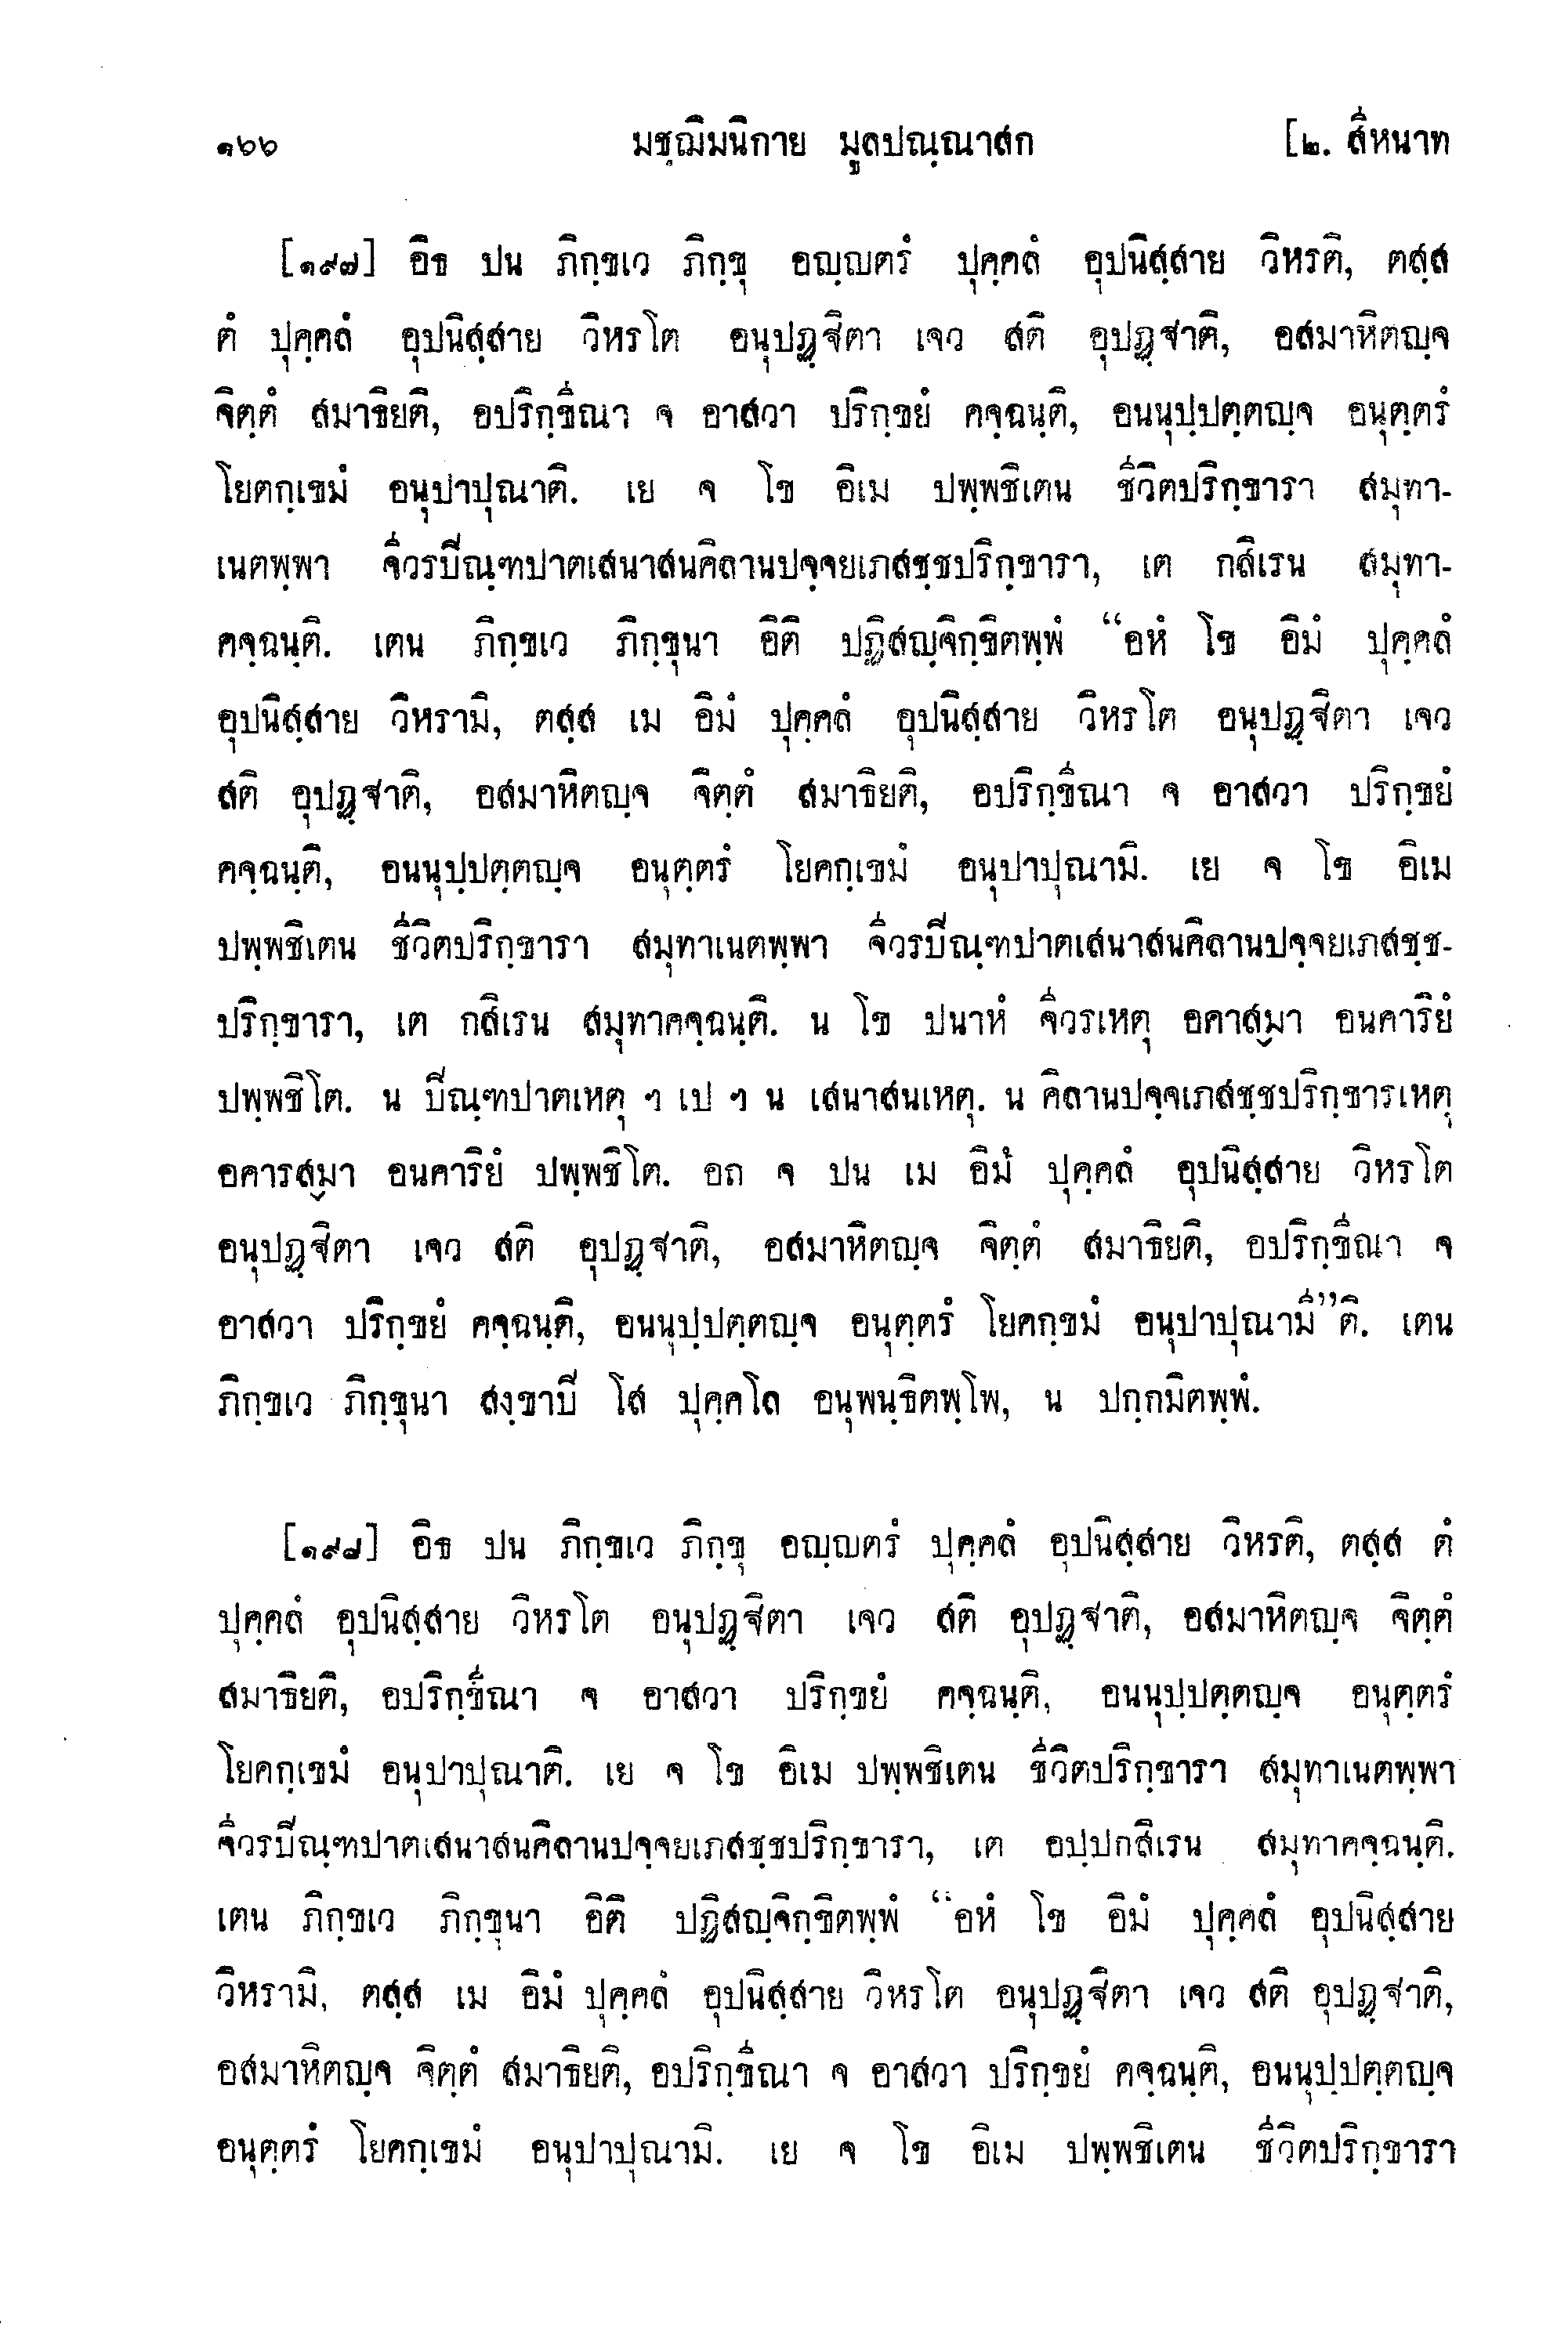 ๑๖๖ มชฺฌิมนิกาย มูลปณฺณาสก [๒. สีหนาท
[๑๙๗] อิธ ปน ภิกฺขเว ภิกฺขุ อญฺญตรํ ปุคฺคลํ อุปนิสฺสาย วิหรติ, ตสฺส
ตํ ปุคฺคลํ อุปนิสฺสาย วิหรโต อนุปฏฺฐิตา เจว สติ อุปฏฺฐาติ, อสมาหิตญฺจ
จิตฺตํ สมาธิยติ, อปริกฺขีณา จ อาสวา ปริกฺขยํ คจฺฉนฺติ, อนนุปฺปตฺตญฺจ อนุตฺตรํ
โยคกฺเขมํ อนุปาปุณาติ. เย จ โข อิเม ปพฺพชิเตน ชีวิตปริกฺขารา สมุทา-
เนตพฺพา จีวรปิณฺฑปาตเสนาสนคิลานปจฺจยเภสชฺชปริกฺขารา, เต กสิเรน สมุทา-
คจฺฉนฺติ. เตน ภิกฺขเว ภิกฺขุนา อิติ ปฏิสญฺจิกฺขิตพฺพํ “อหํ โข อิมํ ปุคฺคลํ
อุปนิสฺสาย วิหรามิ, ตสฺส เม อิมํ ปุคฺคลํ อุปนิสฺสาย วิหรโต อนุปฏฺฐิตา เจว
สติ อุปฏฺฐาติ, อสมาหิตญฺจ จิตฺตํ สมาธิยติ, อปริกฺขีณา จ อาสวา ปริกฺขยํ
คจฺฉนฺติ, อนนุปฺปตฺตญฺจ อนุตฺตรํ โยคกฺเขมํ อนุปาปุณามิ. เย จ โข อิเม
ปพฺพชิเตน ชีวิตปริกฺขารา สมุทาเนตพฺพา จีวรปิณฺฑปาตเสนาสนคิลานปจฺจยเภสชฺช-
ปริกฺขารา, เต กสิเรน สมุทาคจฺฉนฺติ. น โข ปนาหํ จีวรเหตุ อคาสฺมา อนคาริยํ
ปพฺพชิโต. น ปิณฺฑปาตเหตุ ฯ เป ฯ น เสนาสนเหตุ. น คิลานปจฺจเภสชฺชปริกฺขารเหตุ
อคารสฺมา อนคาริยํ ปพฺพชิโต. อถ จ ปน เม อิมํ ปุคฺคลํ อุปนิสฺสาย วิหรโต
อนุปฏฺฐิตา เจว สติ อุปฏฺฐาติ, อสมาหิตญฺจ จิตฺตํ สมาธิยติ, อปริกฺขีณา จ
อาสวา ปริกฺขยํ คจฺฉนฺติ, อนนุปฺปตฺตญฺจ อนุตฺตรํ โยคกฺขมํ อนุปาปุณามี”ติ. เตน
ภิกฺขเว ภิกฺขุนา สงฺขาปิ โส ปุคฺคโล อนุพนฺธิตพฺโพ, น ปกฺกมิตพฺพํ.
[๑๙๘] อิธ ปน ภิกฺขเว ภิกฺขุ อญฺญตรํ ปุคฺคลํ อุปนิสฺสาย วิหรติ, ตสฺส ตํ
ปุคฺคลํ อุปนิสฺสาย วิหรโต อนุปฏฺฐิตา เจว สติ อุปฏฺฐาติ, อสมาหิตญฺจ จิตฺตํ
สมาธิยติ, อปริกฺขีณา จ อาสวา ปริกฺขยํ คจฺฉนฺติ, อนนุปฺปตฺตญฺจ อนุตฺตรํ
โยคกฺเขมํ อนุปาปุณาติ. เย จ โข อิเม ปพฺพชิเตน ชีวิตปริกฺขารา สมุทาเนตพฺพา
จีวรปิณฺฑปาตเสนาสนคิลานปจฺจยเภสชฺชปริกฺขารา, เต อปฺปกสิเรน สมุทาคจฺฉนฺติ.
เตน ภิกฺขเว ภิกฺขุนา อิติ ปฏิสญฺจิกฺขิตพฺพํ “อหํ โข อิมํ ปุคฺคลํ อุปนิสฺสาย
วิหรามิ, ตสฺส เม อิมํ ปุคฺคลํ อุปนิสฺสาย วิหรโต อนุปฏฺฐิตา เจว สติ อุปฏฺฐาติ,
อสมาหิตญฺจ จิตฺตํ สมาธิยติ, อปริกฺขีณา จ อาสวา ปริกฺขยํ คจฺฉนฺติ, อนนุปฺปตฺตญฺจ
อนุตฺตรํ โยคกฺเขมํ อนุปาปุณามิ. เย จ โข อิเม ปพฺพชิเตน ชีวิตปริกฺขารา